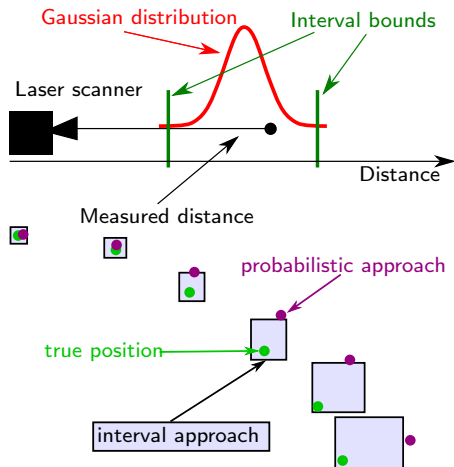 Gaussian distribution
Interval bounds
Laser scanner
Distance
Measured distance
probabilistic approach
true position
interval approach